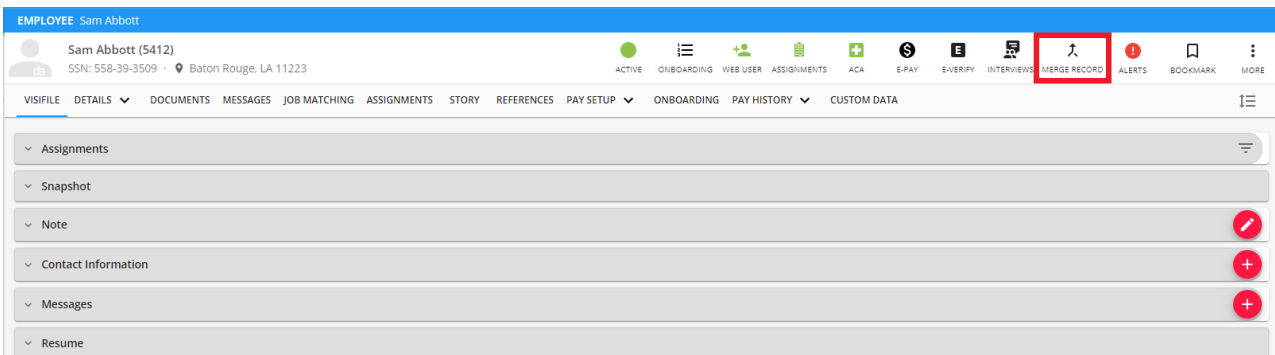 EMPLOYEE Sam Abbott
Sam Abbott (5412)
SSN: 558-39-3509 · Baton Rouge, LA 11223
ACTIVE ONBOARDING WEB USER ASSIGNMENTS ACA E-PAY E-VERIFY INTERVIEWS MERGE RECORD ALERTS BOOKMARK MORE
VISIFILE DETAILS DOCUMENTS MESSAGES JOB MATCHING ASSIGNMENTS STORY REFERENCES PAY SETUP ONBOARDING PAY HISTORY CUSTOM DATA
Assignments
Snapshot
Note
Contact Information
Messages
Resume